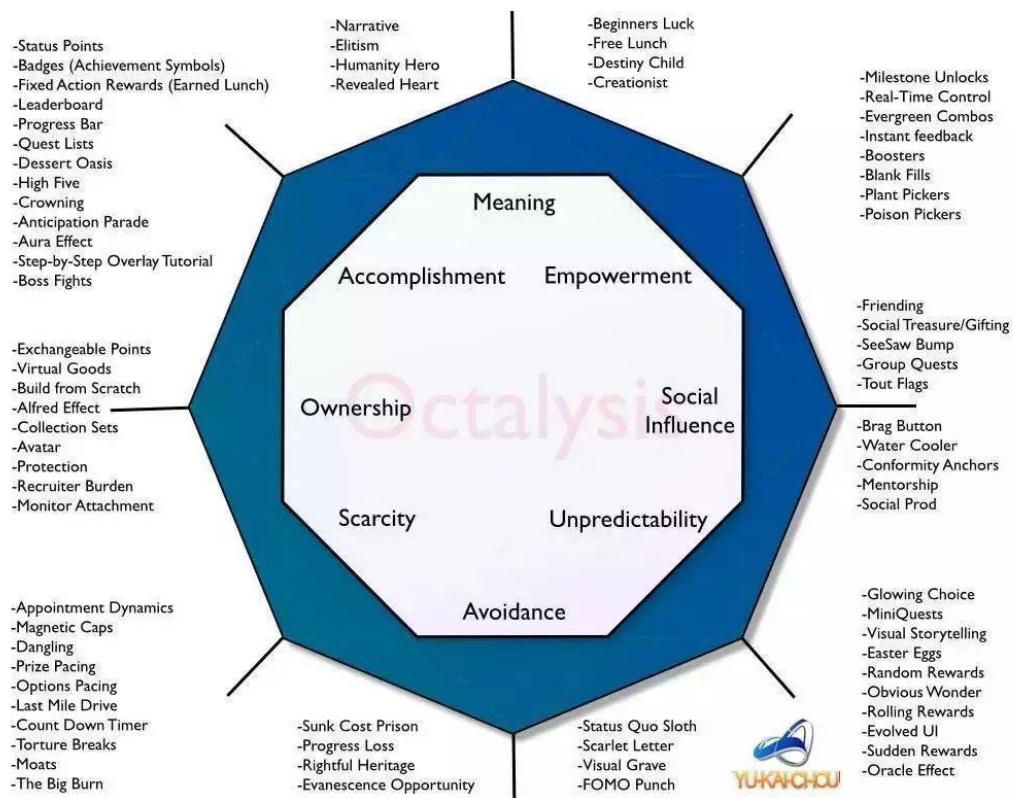 -Narrative
-Elitism
-Humanity Hero
-Revealed Heart
-Beginners Luck
-Free Lunch
-Destiny Child
-Creationist
-Status Points
-Badges (Achievement Symbols)
-Fixed Action Rewards (Earned Lunch)
-Leaderboard
-Progress Bar
-Quest Lists
-Dessert Oasis
-High Five
-Crowning
-Anticipation Parade
-Aura Effect
-Step-by-Step Overlay Tutorial
-Boss Fights
-Milestone Unlocks
-Real-Time Control
-Evergreen Combos
-Instant feedback
-Boosters
-Blank Fills
-Plant Pickers
-Poison Pickers
Meaning
Accomplishment
Empowerment
Ownership
Octalysis
Social
Influence
Scarcity
Unpredictability
Avoidance
-Exchangeable Points
-Virtual Goods
-Build from Scratch
-Alfred Effect
-Collection Sets
-Avatar
-Protection
-Recruiter Burden
-Monitor Attachment
-Friending
-Social Treasure/Gifting
-SeeSaw Bump
-Group Quests
-Tout Flags
-Brag Button
-Water Cooler
-Conformity Anchors
-Mentorship
-Social Prod
-Appointment Dynamics
-Magnetic Caps
-Dangling
-Prize Pacing
-Options Pacing
-Last Mile Drive
-Count Down Timer
-Torture Breaks
-Moats
-The Big Burn
-Sunk Cost Prison
-Progress Loss
-Rightful Heritage
-Evanescence Opportunity
-Status Quo Sloth
-Scarlet Letter
-Visual Grave
-FOMO Punch
-Glowing Choice
-MiniQuests
-Visual Storytelling
-Easter Eggs
-Random Rewards
-Obvious Wonder
-Rolling Rewards
-Evolved UI
-Sudden Rewards
-Oracle Effect
YU-KAI-CHOU